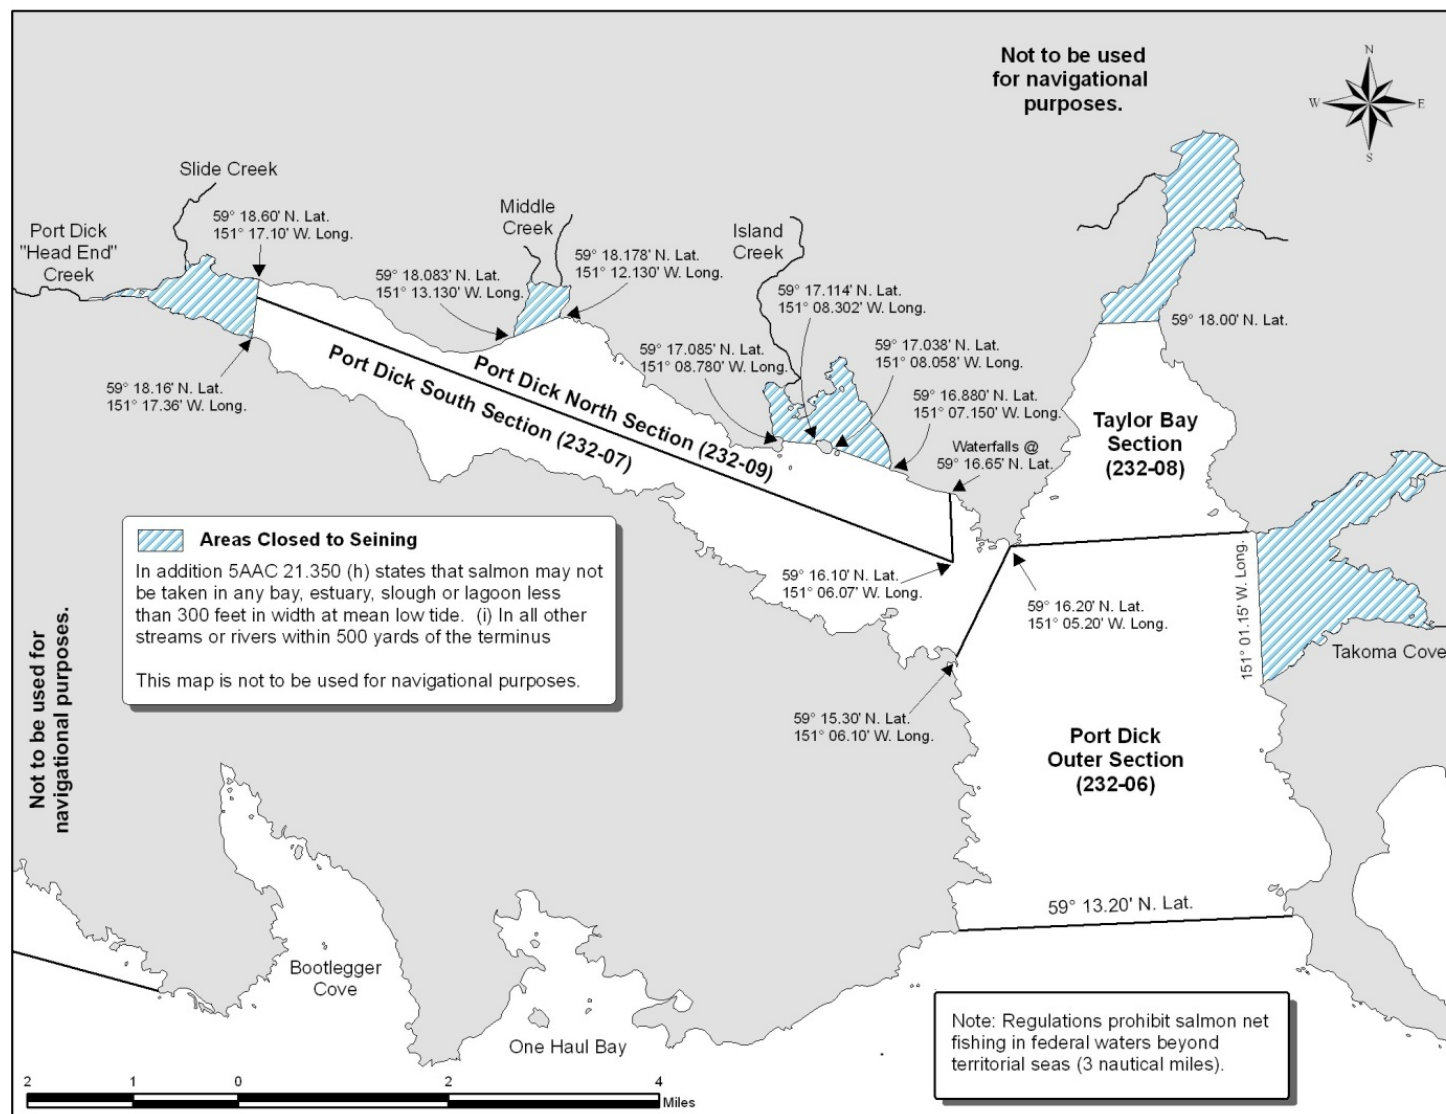 Not to be used
for navigational
purposes.
N
W
E
S
Slide Creek
Port Dick
"Head End"
Creek
59° 18.60' N. Lat.
151° 17.10' W. Long.
Middle
Creek
59° 18.178' N. Lat.
151° 12.130' W. Long.
59° 18.083' N. Lat.
151° 13.130' W. Long.
Island
Creek
59° 17.114' N. Lat.
151° 08.302' W. Long.
59° 18.00' N. Lat.
59° 17.085' N. Lat.
151° 08.780' W. Long.
59° 17.038' N. Lat.
151° 08.058' W. Long.
59° 18.16' N. Lat.
151° 17.36' W. Long.
59° 16.880' N. Lat.
151° 07.150' W. Long.
Port Dick North Section (232-09)
Port Dick South Section (232-07)
Waterfalls @
59° 16.65' N. Lat.
Taylor Bay
Section
(232-08)
Areas Closed to Seining
In addition 5AAC 21.350 (h) states that salmon may not
be taken in any bay, estuary, slough or lagoon less
than 300 feet in width at mean low tide.  (i) In all other
streams or rivers within 500 yards of the terminus
This map is not to be used for navigational purposes.
59° 16.10' N. Lat.
151° 06.07' W. Long.
59° 16.20' N. Lat.
151° 05.20' W. Long.
151° 01.15' W. Long.
Takoma Cove
59° 15.30' N. Lat.
151° 06.10' W. Long.
Port Dick
Outer Section
(232-06)
Not to be used for
navigational purposes.
59° 13.20' N. Lat.
Bootlegger
Cove
One Haul Bay
Note: Regulations prohibit salmon net
fishing in federal waters beyond
territorial seas (3 nautical miles).
2 1 0 2 4
Miles